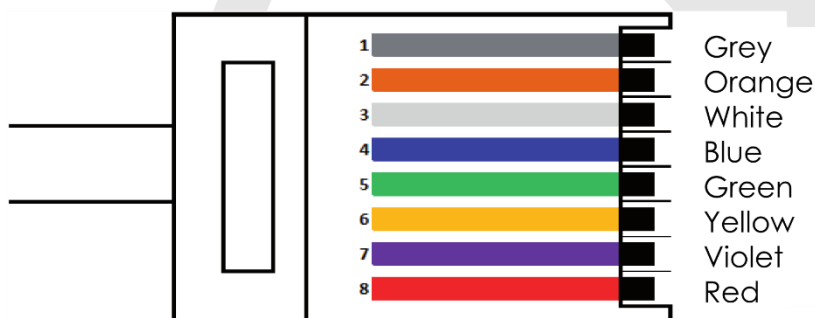 1 Grey
2 Orange
3 White
4 Blue
5 Green
6 Yellow
7 Violet
8 Red